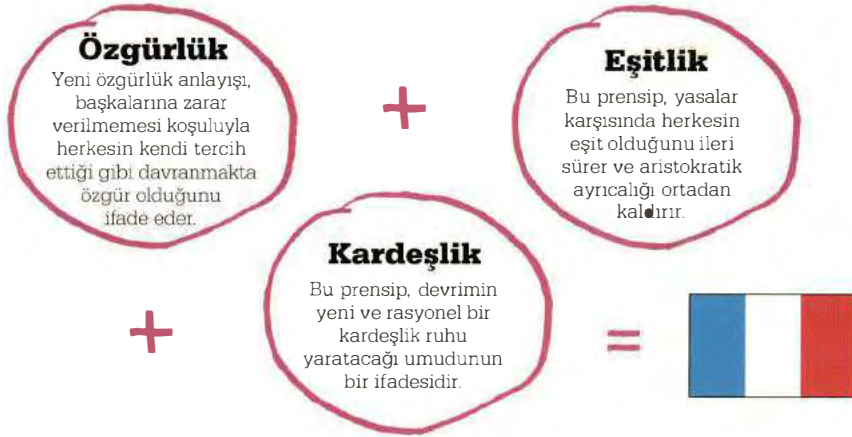 Özgürlük
Yeni özgürlük anlayışı,
başkalarına zarar
verilmemesi koşuluyla
herkesin kendi tercih
ettiği gibi davranmakta
özgür olduğunu
ifade eder.
+
Eşitlik
Bu prensip, yasalar
karşısında herkesin
eşit olduğunu ileri
sürer ve aristokratik
ayrıcalığı ortadan
kaldırır.
+
Kardeşlik
Bu prensip, devrimin
yeni ve rasyonel bir
kardeşlik ruhu
yaratacağı umudunun
bir ifadesidir.
=